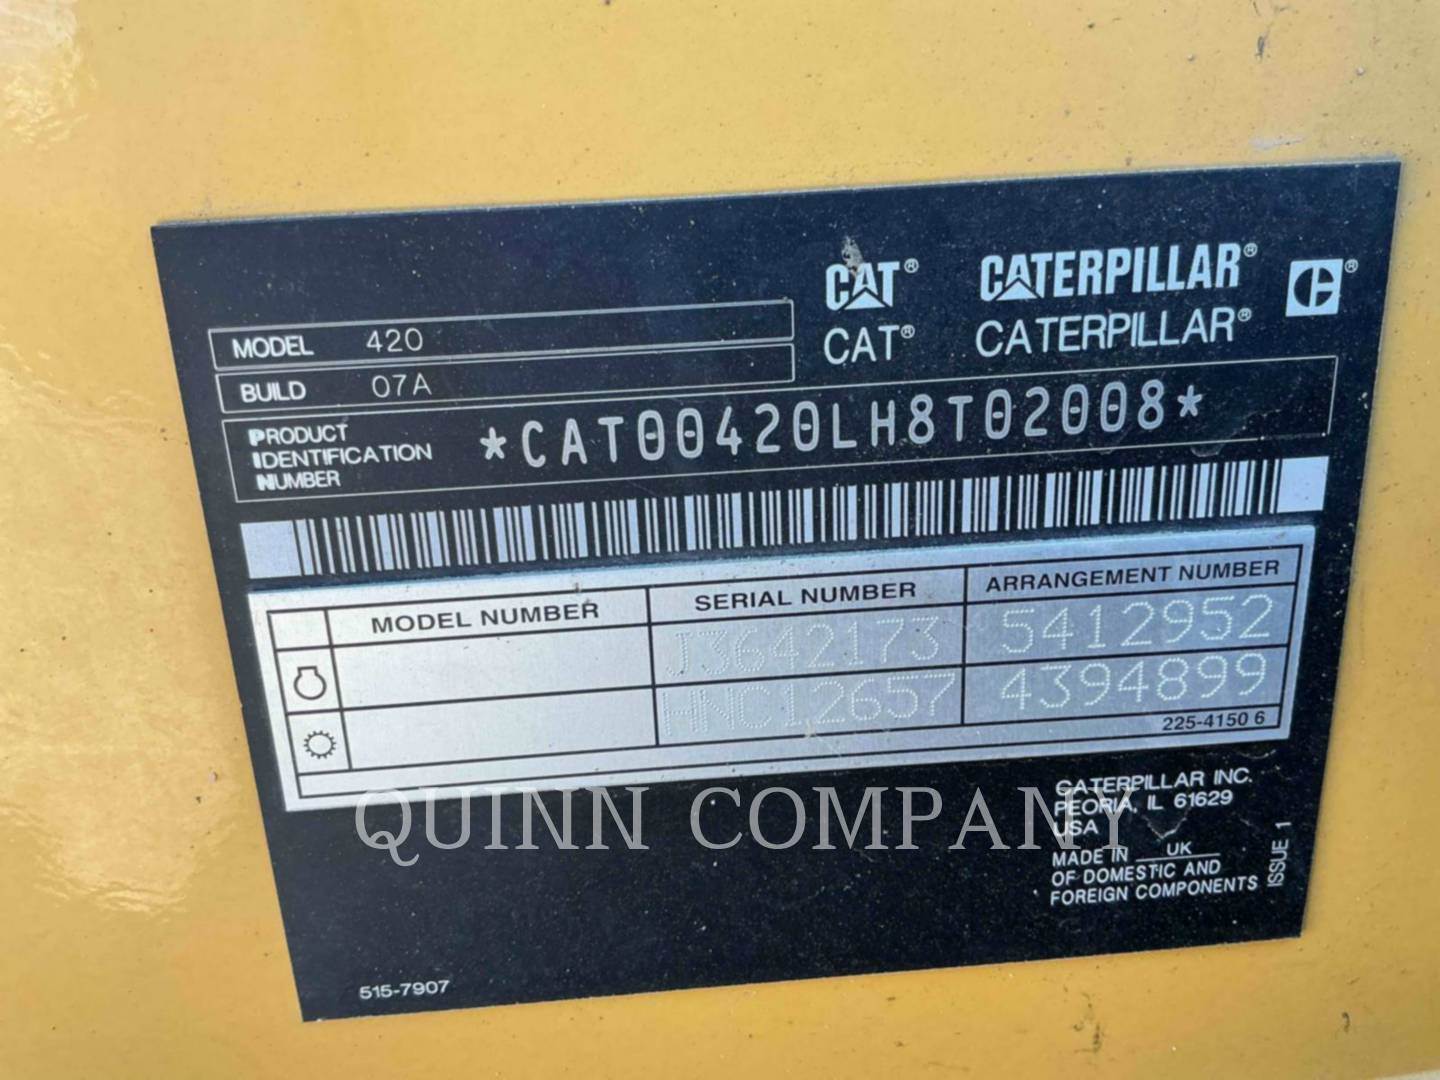 CAT® CATERPILLAR® C®
CAT® CATERPILLAR®
MODEL 420
BUILD 07A
PRODUCT IDENTIFICATION NUMBER *CAT00420LH8T02008*
MODEL NUMBER SERIAL NUMBER ARRANGEMENT NUMBER
J3642173 5412952
HNC12657 4394899
225-4150 6
CATERPILLAR INC.
PEORIA, IL 61629
USA
MADE IN UK
OF DOMESTIC AND
FOREIGN COMPONENTS
ISSUE 1
QUINN COMPANY
515-7907